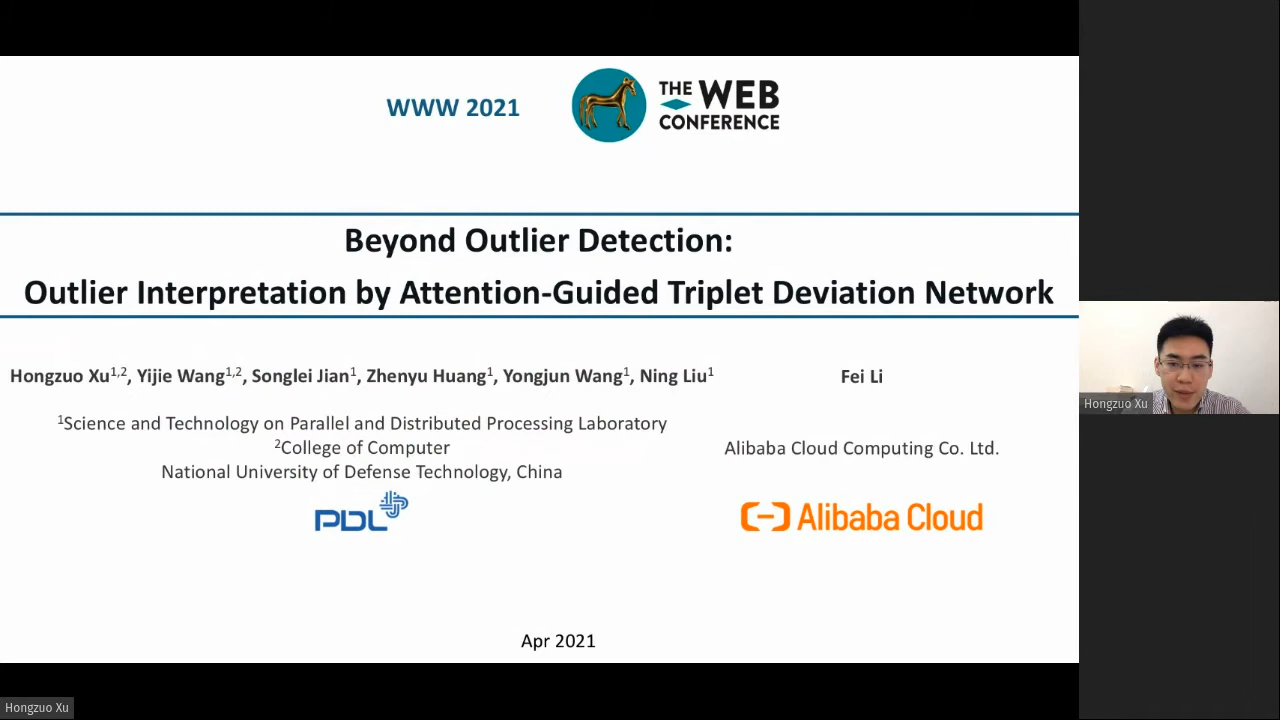 WWW 2021
THE WEB
CONFERENCE
Beyond Outlier Detection:
Outlier Interpretation by Attention-Guided Triplet Deviation Network
Hongzuo Xu1,2, Yijie Wang1,2, Songlei Jian1, Zhenyu Huang1, Yongjun Wang1, Ning Liu1
Fei Li
1Science and Technology on Parallel and Distributed Processing Laboratory
2College of Computer
National University of Defense Technology, China
Alibaba Cloud Computing Co. Ltd.
PDL
Alibaba Cloud
Apr 2021
Hongzuo Xu
Hongzuo Xu